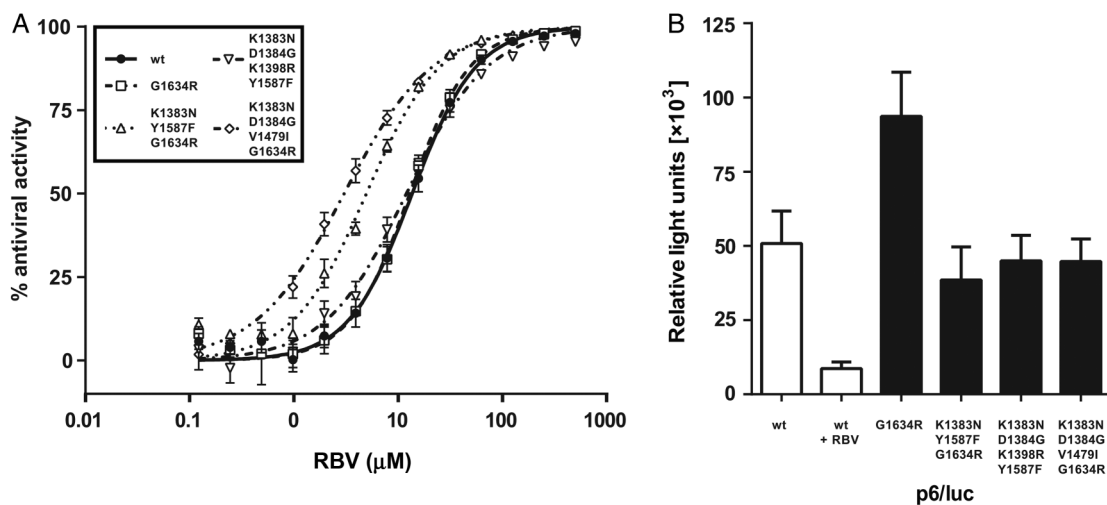 A
% antiviral activity
100
75
50
25
0
0.01
0.1
0
10
100
1000
RBV (µM)
wt
G1634R
K1383N
Y1587F
G1634R
K1383N
D1384G
K1398R
Y1587F
K1383N
D1384G
V1479I
G1634R
B
Relative light units [×10³]
125
100
75
50
25
0
wt
wt
+ RBV
G1634R
K1383N
Y1587F
G1634R
K1383N
D1384G
K1398R
Y1587F
K1383N
D1384G
V1479I
G1634R
p6/luc